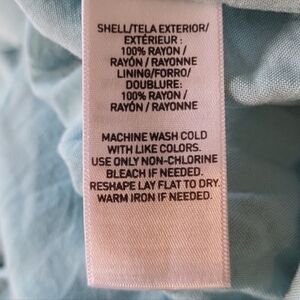 SHELL/TELA EXTERIOR/
EXTÉRIEUR :
100% RAYON /
RAYÓN / RAYONNE
LINING/FORRO/
DOUBLURE:
100% RAYON /
RAYÓN / RAYONNE
MACHINE WASH COLD
WITH LIKE COLORS.
USE ONLY NON-CHLORINE
BLEACH IF NEEDED.
RESHAPE LAY FLAT TO DRY.
WARM IRON IF NEEDED.